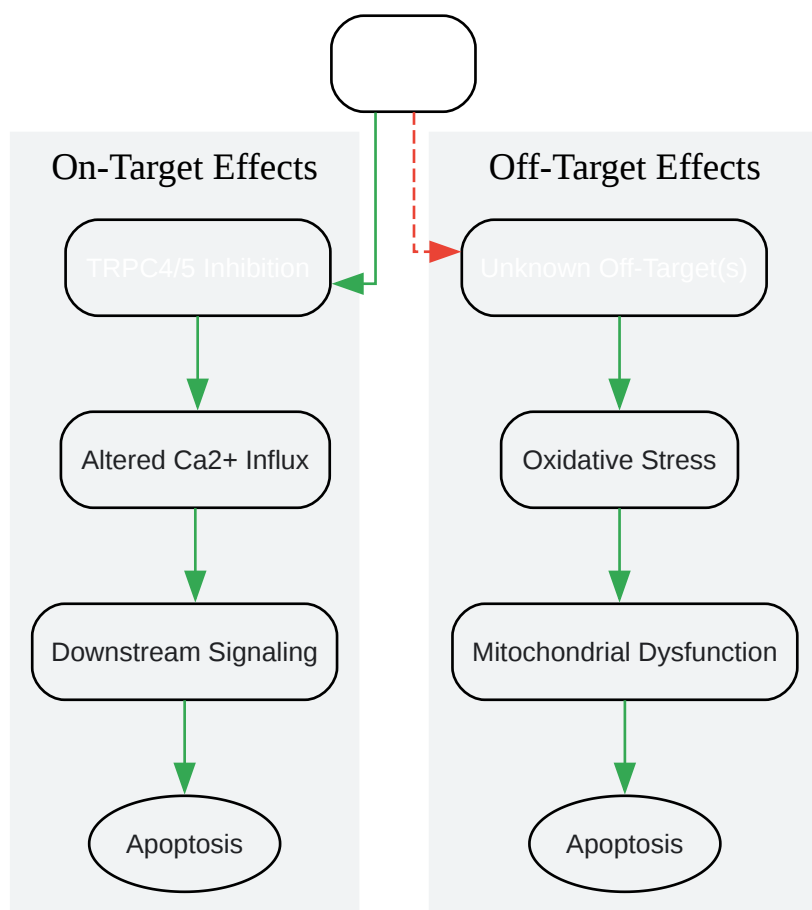 On-Target Effects
TRPC4/5 Inhibition
Altered Ca2+ Influx
Downstream Signaling
Apoptosis
Off-Target Effects
Unknown Off-Target(s)
Oxidative Stress
Mitochondrial Dysfunction
Apoptosis